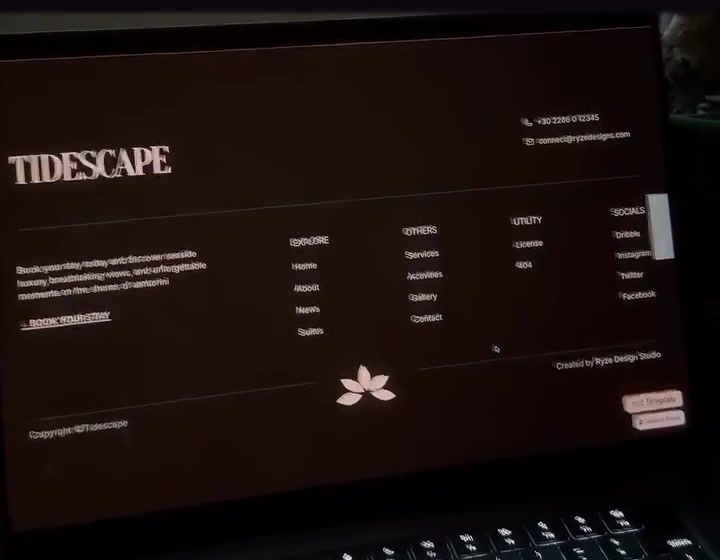 +30 2286 0 12345
connect@ryzedesigns.com
TIDESCAPE
Book your stay today and discover seaside
luxury, breathtaking views, and unforgettable
moments on the shores of santorini
BOOK YOUR STAY
EXPLORE
Home
About
News
Suites
OTHERS
Services
Activities
Gallery
Contact
UTILITY
License
404
SOCIALS
Dribble
Instagram
Twitter
Facebook
Created by Ryze Design Studio
Copyright ©Tidescape
Template